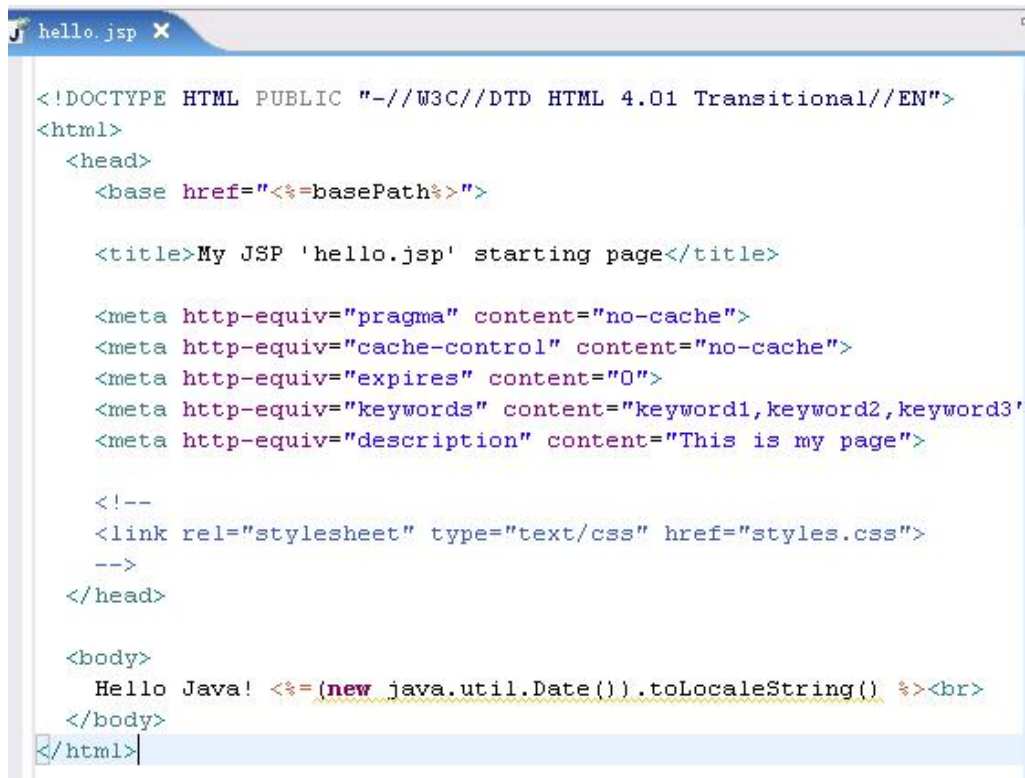 hello.jsp
<!DOCTYPE HTML PUBLIC "-//W3C//DTD HTML 4.01 Transitional//EN">
<html>
  <head>
    <base href="<%=basePath%>">
    <title>My JSP 'hello.jsp' starting page</title>
    <meta http-equiv="pragma" content="no-cache">
    <meta http-equiv="cache-control" content="no-cache">
    <meta http-equiv="expires" content="0">
    <meta http-equiv="keywords" content="keyword1,keyword2,keyword3"
    <meta http-equiv="description" content="This is my page">
    <!--
    <link rel="stylesheet" type="text/css" href="styles.css">
    -->
  </head>
  <body>
    Hello Java! <%=(new java.util.Date()).toLocaleString() %><br>
  </body>
</html>